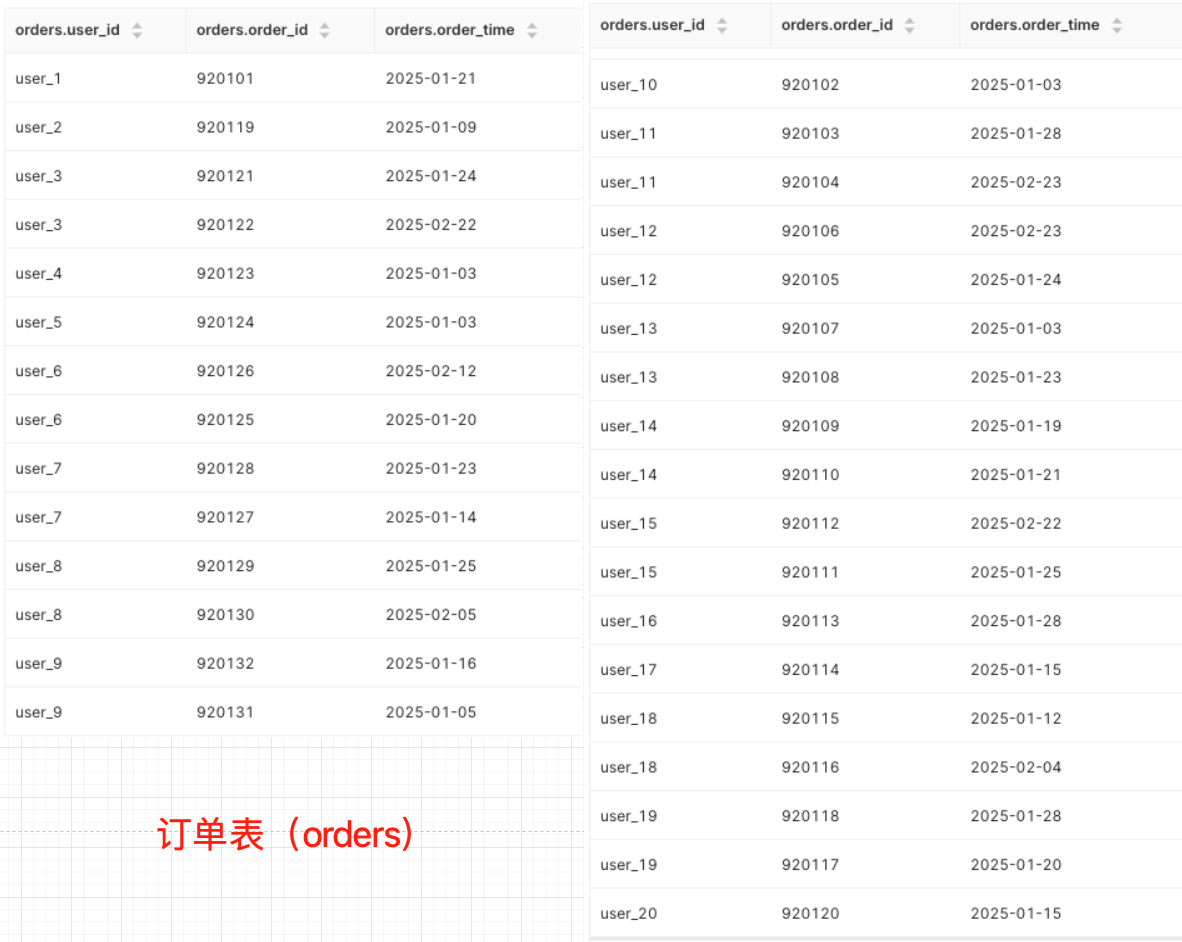 orders.user_id orders.order_id orders.order_time
user_1 920101 2025-01-21
user_2 920119 2025-01-09
user_3 920121 2025-01-24
user_3 920122 2025-02-22
user_4 920123 2025-01-03
user_5 920124 2025-01-03
user_6 920126 2025-02-12
user_6 920125 2025-01-20
user_7 920128 2025-01-23
user_7 920127 2025-01-14
user_8 920129 2025-01-25
user_8 920130 2025-02-05
user_9 920132 2025-01-16
user_9 920131 2025-01-05
订单表（orders）
orders.user_id orders.order_id orders.order_time
user_10 920102 2025-01-03
user_11 920103 2025-01-28
user_11 920104 2025-02-23
user_12 920106 2025-02-23
user_12 920105 2025-01-24
user_13 920107 2025-01-03
user_13 920108 2025-01-23
user_14 920109 2025-01-19
user_14 920110 2025-01-21
user_15 920112 2025-02-22
user_15 920111 2025-01-25
user_16 920113 2025-01-28
user_17 920114 2025-01-15
user_18 920115 2025-01-12
user_18 920116 2025-02-04
user_19 920118 2025-01-28
user_19 920117 2025-01-20
user_20 920120 2025-01-15